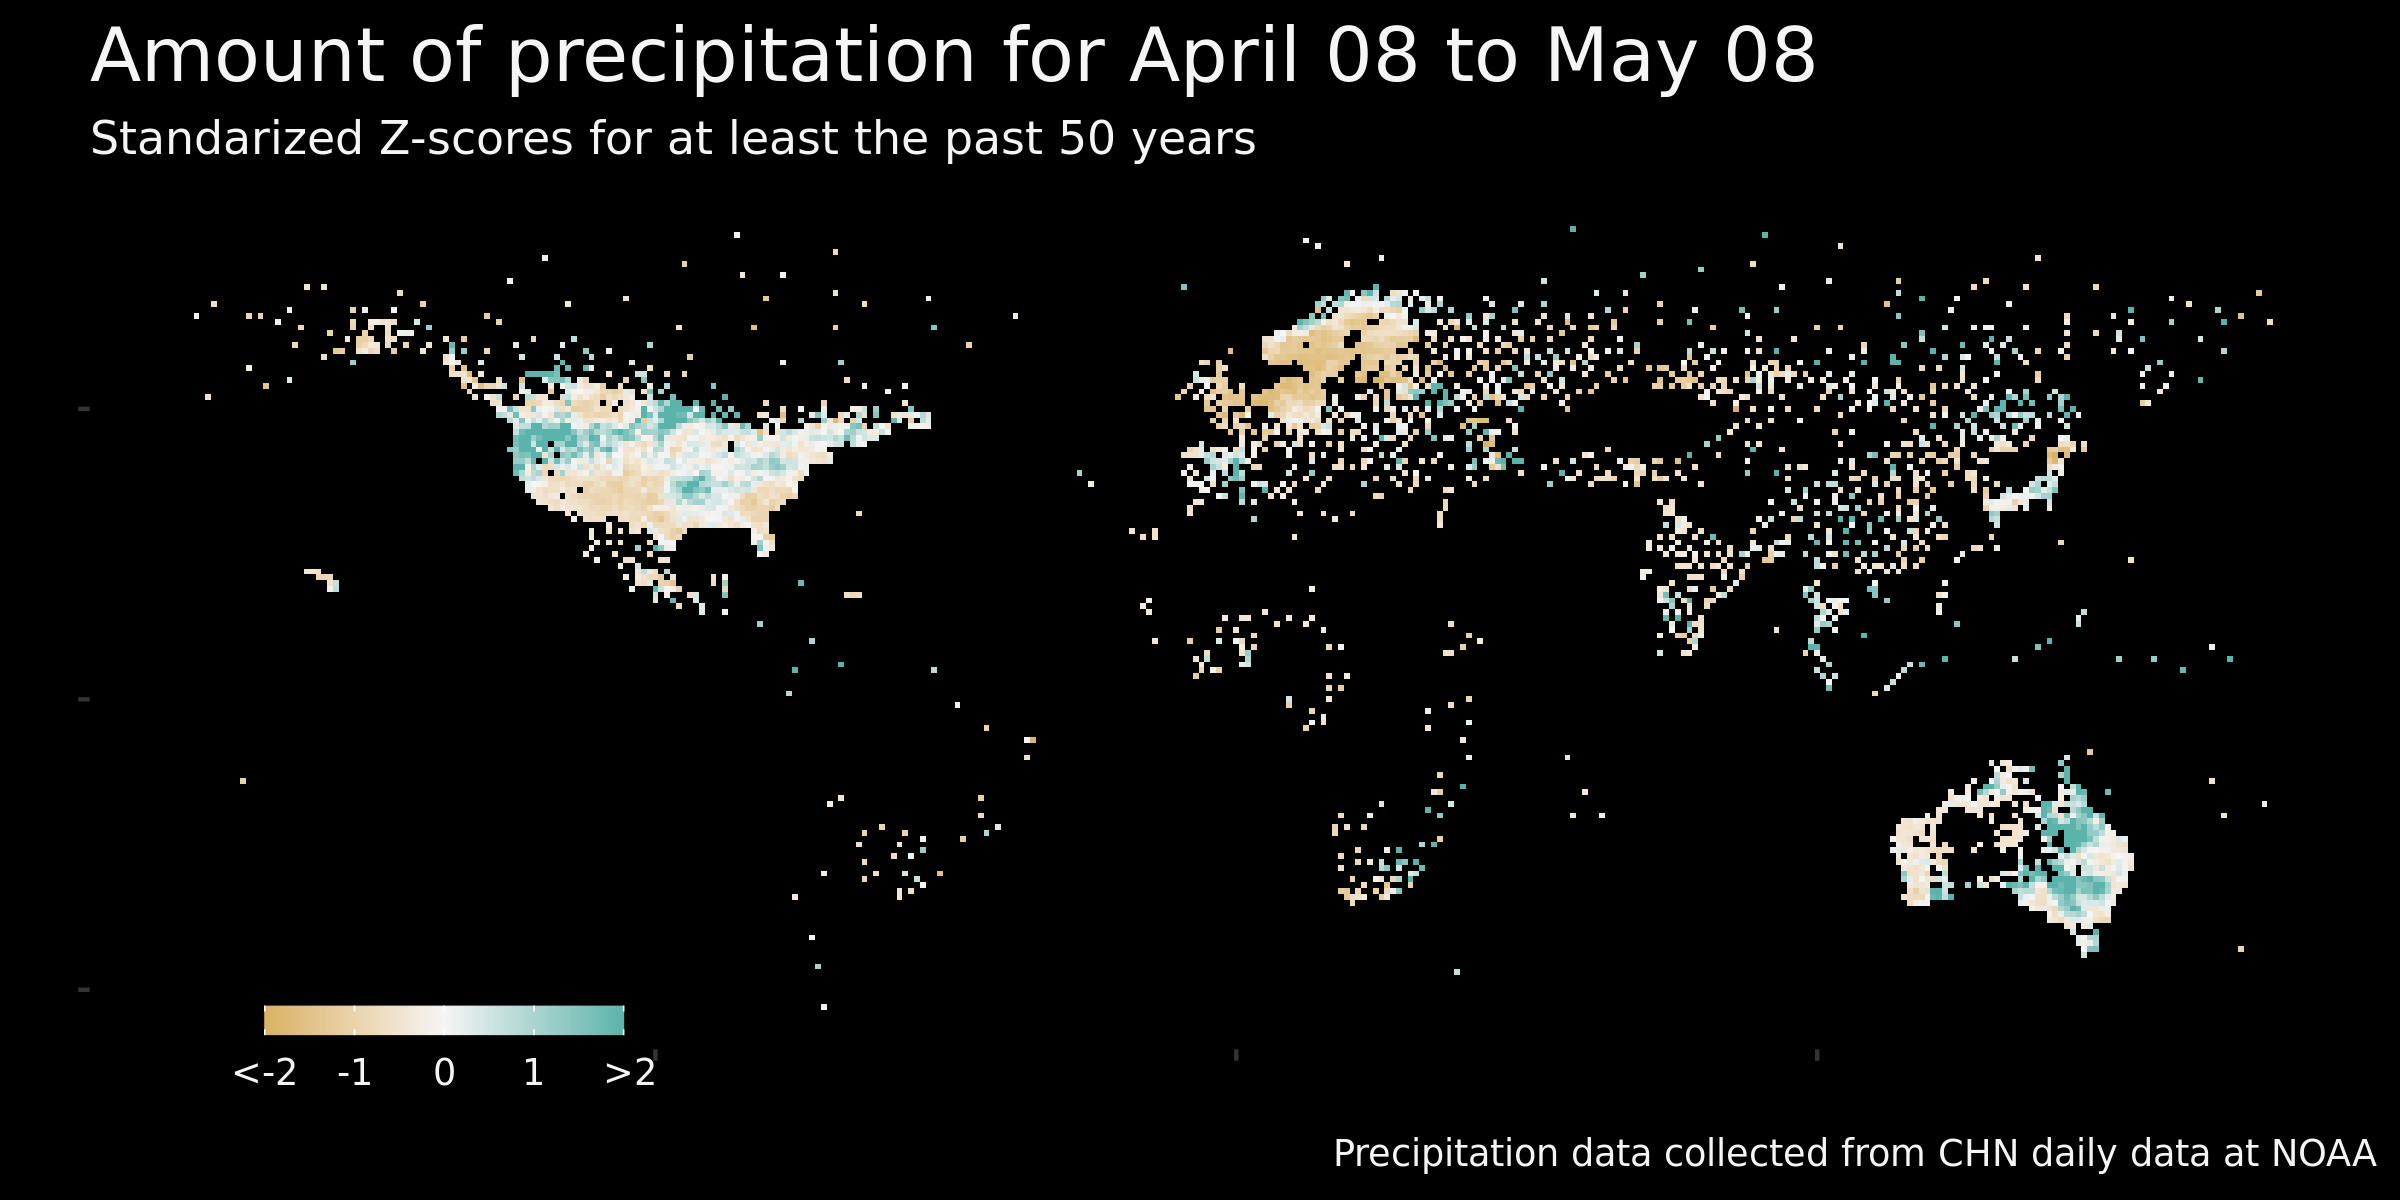 Amount of precipitation for April 08 to May 08
Standarized Z-scores for at least the past 50 years
<-2 -1 0 1 >2
Precipitation data collected from CHN daily data at NOAA